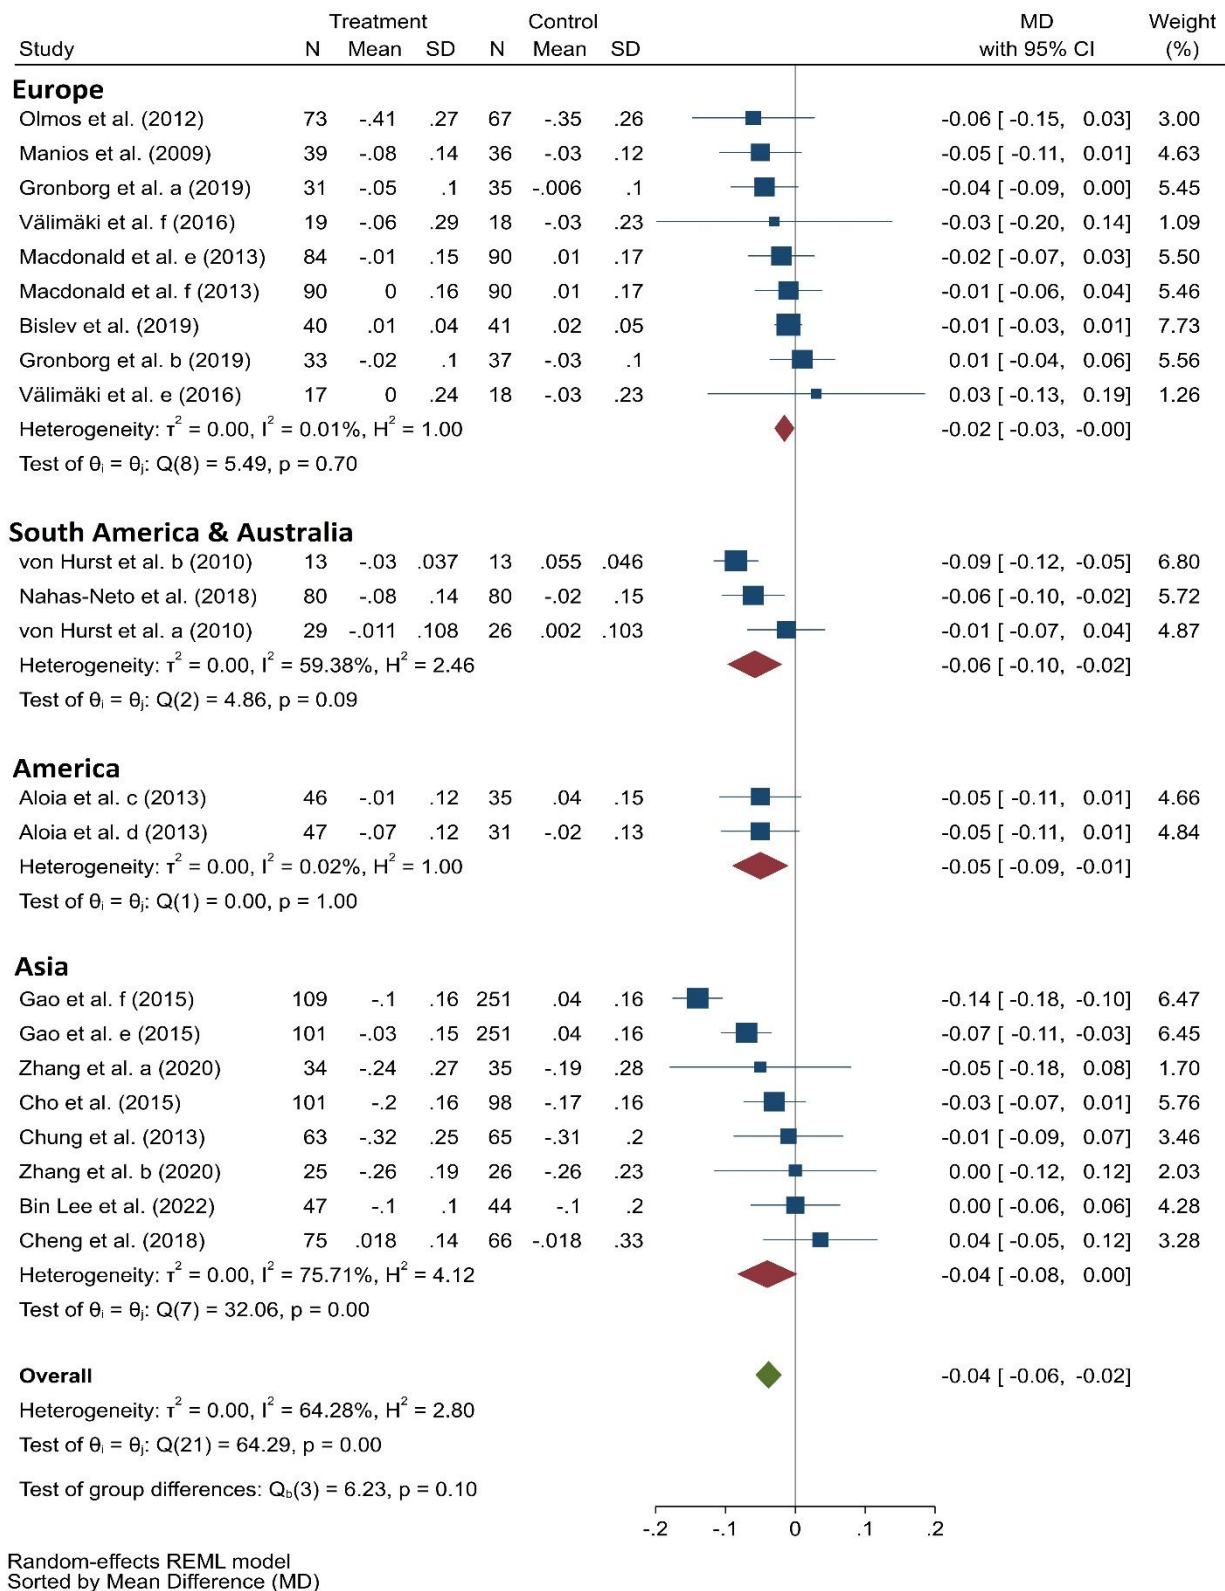 Treatment Control MD Weight
Study N Mean SD N Mean SD with 95% CI (%)
Europe
Olmos et al. (2012) 73 -.41 .27 67 -.35 .26 -0.06 [ -0.15, 0.03] 3.00
Manios et al. (2009) 39 -.08 .14 36 -.03 .12 -0.05 [ -0.11, 0.01] 4.63
Gronborg et al. a (2019) 31 -.05 .1 35 -.006 .1 -0.04 [ -0.09, 0.00] 5.45
Välimäki et al. f (2016) 19 -.06 .29 18 -.03 .23 -0.03 [ -0.20, 0.14] 1.09
Macdonald et al. e (2013) 84 -.01 .15 90 .01 .17 -0.02 [ -0.07, 0.03] 5.50
Macdonald et al. f (2013) 90 0 .16 90 .01 .17 -0.01 [ -0.06, 0.04] 5.46
Bislev et al. (2019) 40 .01 .04 41 .02 .05 -0.01 [ -0.03, 0.01] 7.73
Gronborg et al. b (2019) 33 -.02 .1 37 -.03 .1 0.01 [ -0.04, 0.06] 5.56
Välimäki et al. e (2016) 17 0 .24 18 -.03 .23 0.03 [ -0.13, 0.19] 1.26
Heterogeneity: τ² = 0.00, I² = 0.01%, H² = 1.00 -0.02 [ -0.03, -0.00]
Test of θᵢ = θⱼ: Q(8) = 5.49, p = 0.70
South America & Australia
von Hurst et al. b (2010) 13 -.03 .037 13 .055 .046 -0.09 [ -0.12, -0.05] 6.80
Nahas-Neto et al. (2018) 80 -.08 .14 80 -.02 .15 -0.06 [ -0.10, -0.02] 5.72
von Hurst et al. a (2010) 29 -.011 .108 26 .002 .103 -0.01 [ -0.07, 0.04] 4.87
Heterogeneity: τ² = 0.00, I² = 59.38%, H² = 2.46 -0.06 [ -0.10, -0.02]
Test of θᵢ = θⱼ: Q(2) = 4.86, p = 0.09
America
Aloia et al. c (2013) 46 -.01 .12 35 .04 .15 -0.05 [ -0.11, 0.01] 4.66
Aloia et al. d (2013) 47 -.07 .12 31 -.02 .13 -0.05 [ -0.11, 0.01] 4.84
Heterogeneity: τ² = 0.00, I² = 0.02%, H² = 1.00 -0.05 [ -0.09, -0.01]
Test of θᵢ = θⱼ: Q(1) = 0.00, p = 1.00
Asia
Gao et al. f (2015) 109 -.1 .16 251 .04 .16 -0.14 [ -0.18, -0.10] 6.47
Gao et al. e (2015) 101 -.03 .15 251 .04 .16 -0.07 [ -0.11, -0.03] 6.45
Zhang et al. a (2020) 34 -.24 .27 35 -.19 .28 -0.05 [ -0.18, 0.08] 1.70
Cho et al. (2015) 101 -.2 .16 98 -.17 .16 -0.03 [ -0.07, 0.01] 5.76
Chung et al. (2013) 63 -.32 .25 65 -.31 .2 -0.01 [ -0.09, 0.07] 3.46
Zhang et al. b (2020) 25 -.26 .19 26 -.26 .23 0.00 [ -0.12, 0.12] 2.03
Bin Lee et al. (2022) 47 -.1 .1 44 -.1 .2 0.00 [ -0.06, 0.06] 4.28
Cheng et al. (2018) 75 .018 .14 66 -.018 .33 0.04 [ -0.05, 0.12] 3.28
Heterogeneity: τ² = 0.00, I² = 75.71%, H² = 4.12 -0.04 [ -0.08, 0.00]
Test of θᵢ = θⱼ: Q(7) = 32.06, p = 0.00
Overall -0.04 [ -0.06, -0.02]
Heterogeneity: τ² = 0.00, I² = 64.28%, H² = 2.80
Test of θᵢ = θⱼ: Q(21) = 64.29, p = 0.00
Test of group differences: Q_b(3) = 6.23, p = 0.10
-.2 -.1 0 .1 .2
Random-effects REML model
Sorted by Mean Difference (MD)